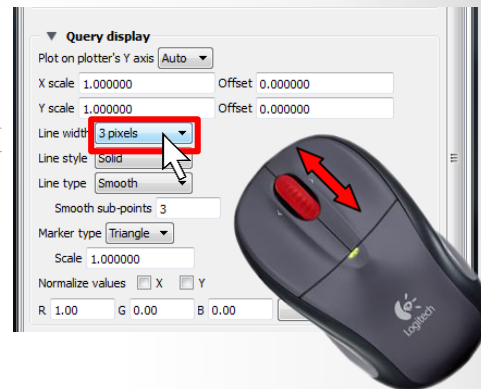 ▼ Query display
Plot on plotter's Y axis Auto
X scale 1.000000 Offset 0.000000
Y scale 1.000000 Offset 0.000000
Line width 3 pixels
Line style Solid
Line type Smooth
Smooth sub-points 3
Marker type Triangle
Scale 1.000000
Normalize values X Y
R 1.00 G 0.00 B 0.00
Logitech